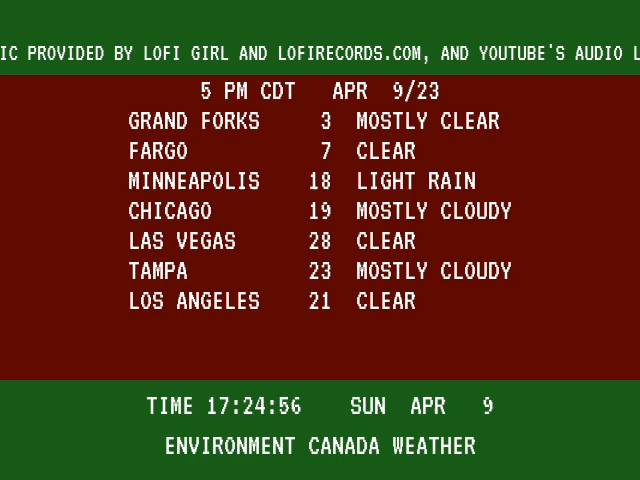 IC PROVIDED BY LOFI GIRL AND LOFIRECORDS.COM, AND YOUTUBE'S AUDIO L
5 PM CDT APR 9/23
GRAND FORKS 3 MOSTLY CLEAR
FARGO 7 CLEAR
MINNEAPOLIS 18 LIGHT RAIN
CHICAGO 19 MOSTLY CLOUDY
LAS VEGAS 28 CLEAR
TAMPA 23 MOSTLY CLOUDY
LOS ANGELES 21 CLEAR
TIME 17:24:56 SUN APR 9
ENVIRONMENT CANADA WEATHER